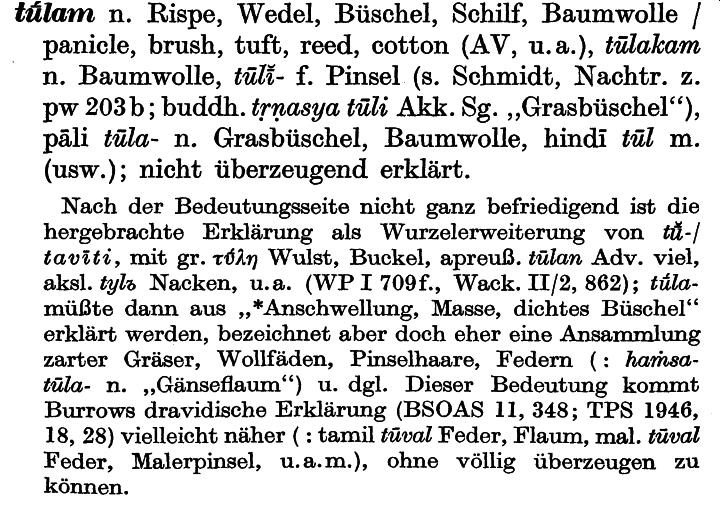 tū́lam n. Rispe, Wedel, Büschel, Schilf, Baumwolle /
panicle, brush, tuft, reed, cotton (AV, u. a.), tūlakam
n. Baumwolle, tūlī̆- f. Pinsel (s. Schmidt, Nachtr. z.
pw 203b; buddh. tṛṇasya tūli Akk. Sg. „Grasbüschel“),
pāli tūla- n. Grasbüschel, Baumwolle, hindī tūl m.
(usw.); nicht überzeugend erklärt.
Nach der Bedeutungsseite nicht ganz befriedigend ist die
hergebrachte Erklärung als Wurzelerweiterung von tū̆-/
tavīti, mit gr. τύλη Wulst, Buckel, apreuß. tūlan Adv. viel,
aksl. tylъ Nacken, u.a. (WP I 709f., Wack. II/2, 862); tū́la-
müßte dann aus „*Anschwellung, Masse, dichtes Büschel“
erklärt werden, bezeichnet aber doch eher eine Ansammlung
zarter Gräser, Wollfäden, Pinselhaare, Federn (: haṁsa-
tūla- n. „Gänseflaum“) u. dgl. Dieser Bedeutung kommt
Burrows dravidische Erklärung (BSOAS 11, 348; TPS 1946,
18, 28) vielleicht näher (: tamil tūval Feder, Flaum, mal. tūval
Feder, Malerpinsel, u.a.m.), ohne völlig überzeugen zu
können.